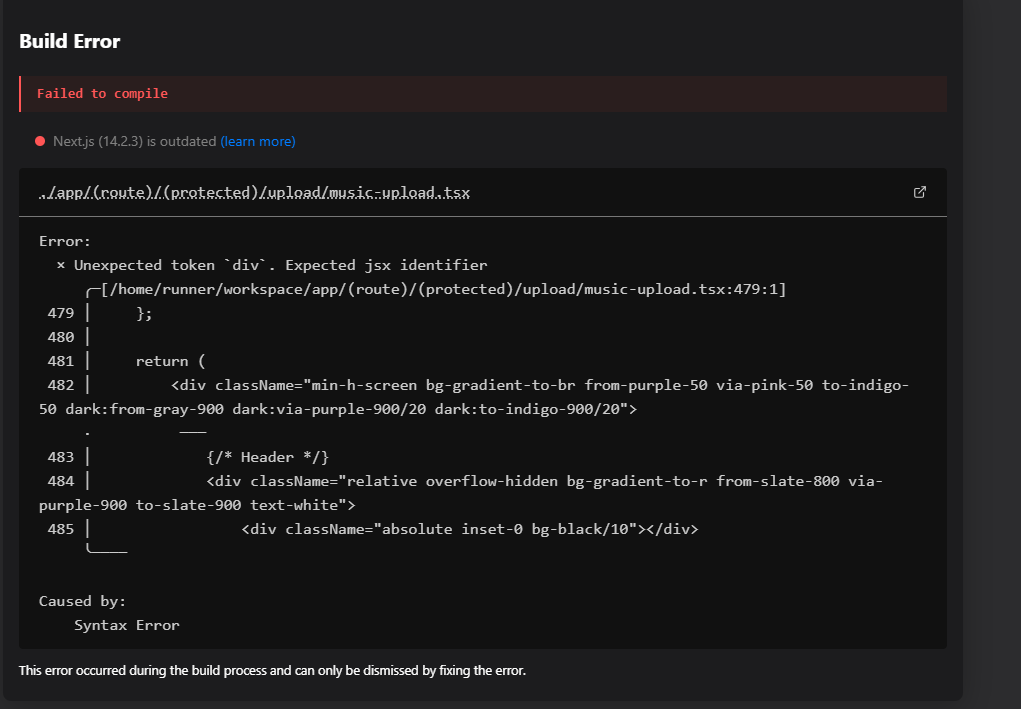 Build Error
Failed to compile
Next.js (14.2.3) is outdated (learn more)
./app/(route)/(protected)/upload/music-upload.tsx
Error:
× Unexpected token `div`. Expected jsx identifier
╭─[/home/runner/workspace/app/(route)/(protected)/upload/music-upload.tsx:479:1]
479 │     };
480 │
481 │     return (
482 │         <div className="min-h-screen bg-gradient-to-br from-purple-50 via-pink-50 to-indigo-
50 dark:from-gray-900 dark:via-purple-900/20 dark:to-indigo-900/20">
·          ───
483 │             {/* Header */}
484 │             <div className="relative overflow-hidden bg-gradient-to-r from-slate-800 via-
purple-900 to-slate-900 text-white">
485 │                 <div className="absolute inset-0 bg-black/10"></div>
╰────
Caused by:
Syntax Error
This error occurred during the build process and can only be dismissed by fixing the error.